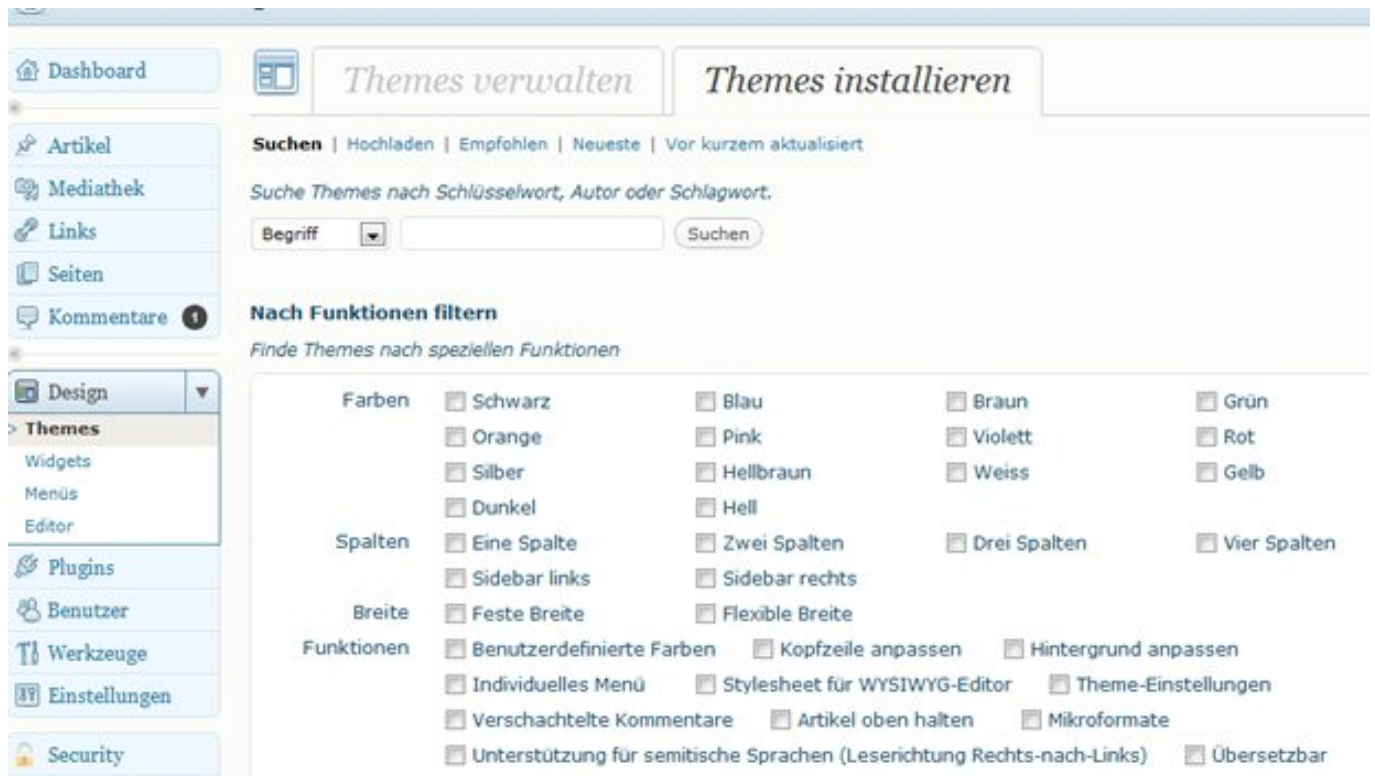 Dashboard
Artikel
Mediathek
Links
Seiten
Kommentare 1
Design
Themes
Widgets
Menüs
Editor
Plugins
Benutzer
Werkzeuge
Einstellungen
Security
Themes verwalten Themes installieren
Suchen | Hochladen | Empfohlen | Neueste | Vor kurzem aktualisiert
Suche Themes nach Schlüsselwort, Autor oder Schlagwort.
Begriff Suchen
Nach Funktionen filtern
Finde Themes nach speziellen Funktionen
Farben Schwarz Blau Braun Grün
Orange Pink Violett Rot
Silber Hellbraun Weiss Gelb
Dunkel Hell
Spalten Eine Spalte Zwei Spalten Drei Spalten Vier Spalten
Sidebar links Sidebar rechts
Breite Feste Breite Flexible Breite
Funktionen Benutzerdefinierte Farben Kopfzeile anpassen Hintergrund anpassen
Individuelles Menü Stylesheet für WYSIWYG-Editor Theme-Einstellungen
Verschachtelte Kommentare Artikel oben halten Mikroformate
Unterstützung für semitische Sprachen (Leserichtung Rechts-nach-Links) Übersetzbar